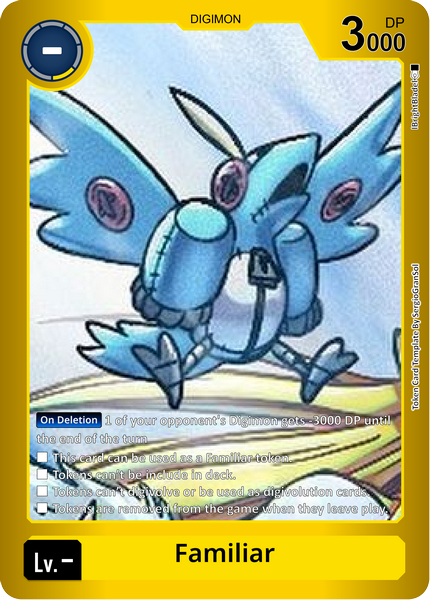 DIGIMON
-
3000
DP
IBrightBlade
On Deletion 1 of your opponent's Digimon gets -3000 DP until
the end of the turn
This card can be used as a Familiar token.
Tokens can't be include in deck.
Tokens can't digivolve or be used as digivolution cards.
Tokens are removed from the game when they leave play.
Token Card Template By SergioGranSol
Lv.-
Familiar